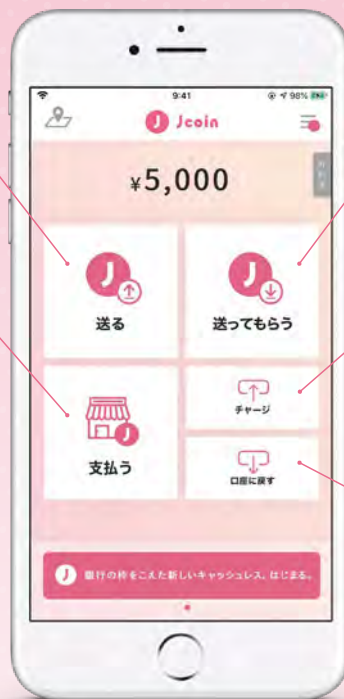 9:41
98%
J Jcoin
¥5,000
J
送る
J
送ってもらう
J
支払う
チャージ
口座に戻す
J 銀行の枠をこえた新しいキャッシュレス、はじまる。